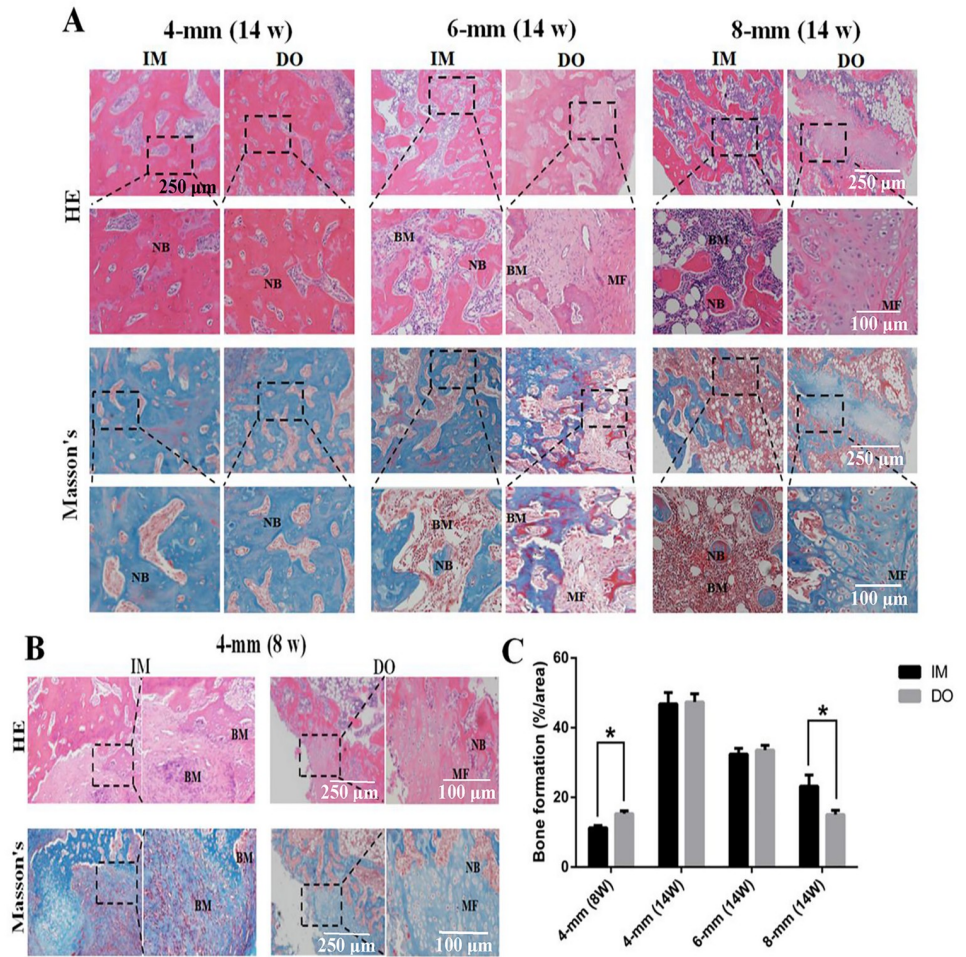 A
4-mm (14 w) 6-mm (14 w) 8-mm (14 w)
IM DO IM DO IM DO
HE
250 μm 250 μm
NB NB BM NB BM MF BM NB MF
100 μm
Masson's
250 μm
NB NB BM NB BM MF NB BM MF
100 μm
B
4-mm (8 w)
IM DO
HE
BM BM NB MF
250 μm 100 μm
Masson's
BM BM NB MF
250 μm 100 μm
C
Bone formation (%/area)
60
40
20
0
* *
IM
DO
4-mm (8W)
4-mm (14W)
6-mm (14W)
8-mm (14W)